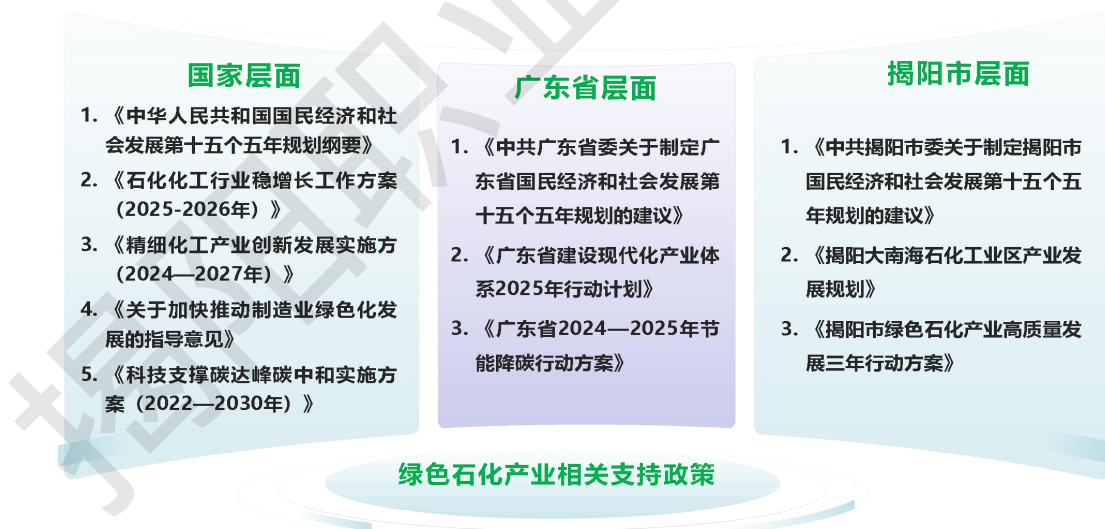 国家层面
1. 《中华人民共和国国民经济和社
会发展第十五个五年规划纲要》
2. 《石化化工行业稳增长工作方案
（2025-2026年）》
3. 《精细化工产业创新发展实施方
（2024—2027年）》
4. 《关于加快推动制造业绿色化发
展的指导意见》
5. 《科技支撑碳达峰碳中和实施方
案（2022—2030年）》
广东省层面
1. 《中共广东省委关于制定广
东省国民经济和社会发展第
十五个五年规划的建议》
2. 《广东省建设现代化产业体
系2025年行动计划》
3. 《广东省2024—2025年节
能降碳行动方案》
揭阳市层面
1. 《中共揭阳市委关于制定揭阳市
国民经济和社会发展第十五个五
年规划的建议》
2. 《揭阳大南海石化工业区产业发
展规划》
3. 《揭阳市绿色石化产业高质量发
展三年行动方案》
绿色石化产业相关支持政策
揭阳职业